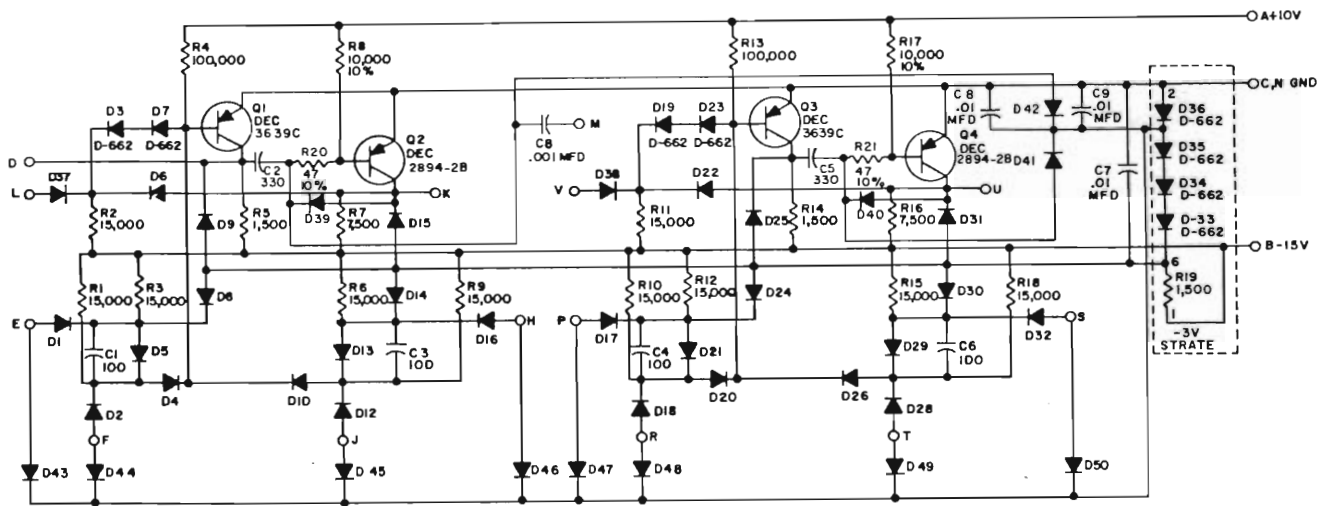 A+10V
R4
100,000
R8
10,000
10%
R13
100,000
R17
10,000
10%
C,N GND
D3
D7
D-662
Q1
DEC
3639C
D19
D23
D-662
D-662
Q3
DEC
3639C
C8
.01
MFD
D42
C9
.01
MFD
2
D36
D-662
D
C2
330
R20
47
10%
Q2
DEC
2894-2B
C8
.001MFD
M
C5
330
R21
47
10%
Q4
DEC
2894-2B
D41
D35
D-662
C7
.01
MFD
D34
D-662
L
D37
D6
K
V
D38
D22
U
D39
D40
R2
15,000
D9
R5
1,500
R7
7,500
D15
R11
15,000
D25
R14
1,500
R16
7,500
D31
D-33
D-662
B-15V
R1
15,000
R3
15,000
D8
R6
15,000
D14
R9
15,000
R10
15,000
R12
15,000
D24
R15
15,000
D30
R18
15,000
6
R19
1,500
1
-3V
STRATE
E
D1
H
D16
P
D17
S
D32
C1
100
D5
D13
C3
100
C4
100
D21
D29
C6
100
D4
D10
D20
D26
D2
D12
D18
D28
F
J
R
T
D43
D44
D45
D46
D47
D48
D49
D50